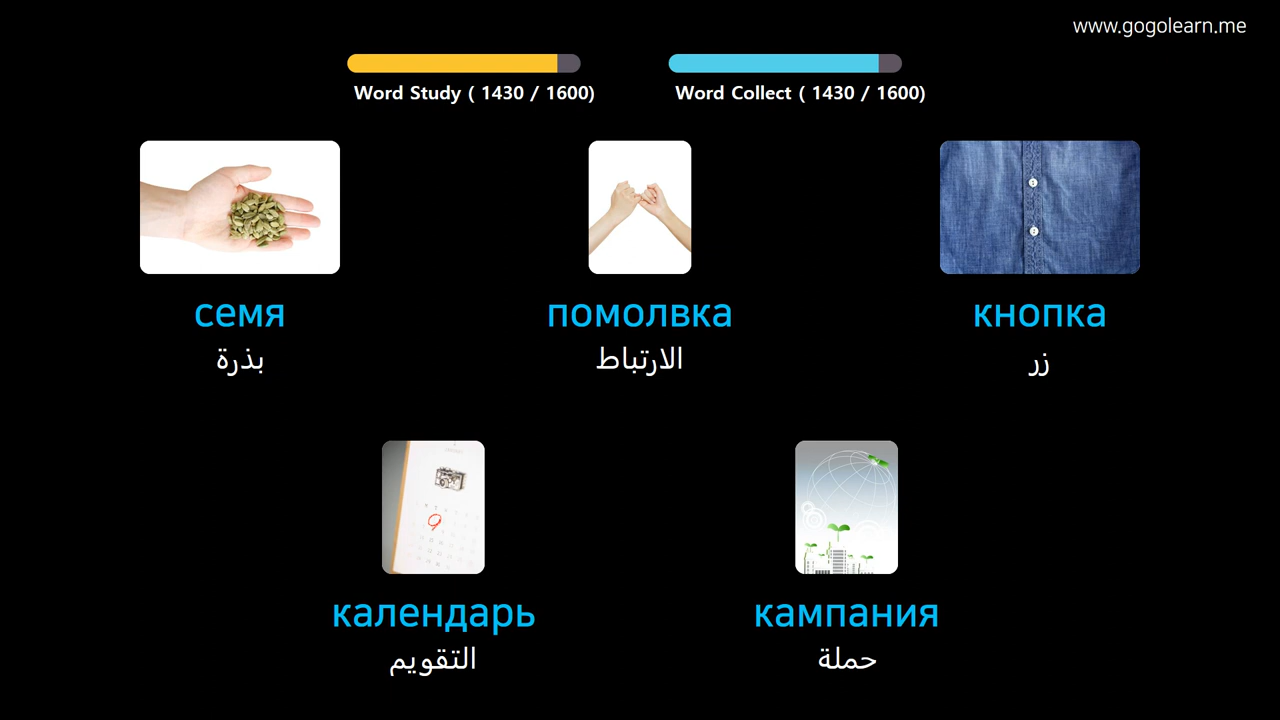 www.gogolearn.me
Word Study ( 1430 / 1600)
Word Collect ( 1430 / 1600)
семя
помолвка
кнопка
بذرة
الارتباط
زر
календарь
кампания
التقويم
حملة